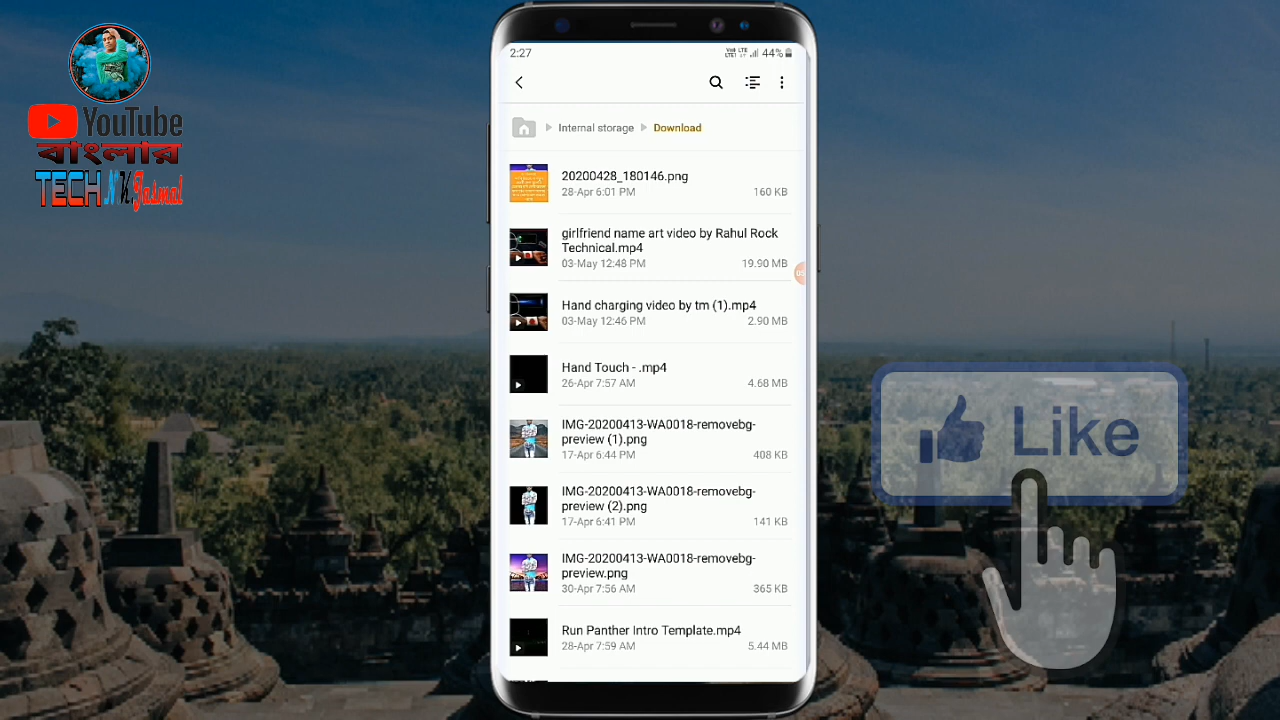 YouTube
বাংলার
TECH N K Jasmal
2:27
44%
Internal storage
Download
20200428_180146.png
28-Apr 6:01 PM
160 KB
girlfriend name art video by Rahul Rock
Technical.mp4
03-May 12:48 PM
19.90 MB
Hand charging video by tm (1).mp4
03-May 12:46 PM
2.90 MB
Hand Touch - .mp4
26-Apr 7:57 AM
4.68 MB
IMG-20200413-WA0018-removebg-
preview (1).png
17-Apr 6:44 PM
408 KB
IMG-20200413-WA0018-removebg-
preview (2).png
17-Apr 6:41 PM
141 KB
IMG-20200413-WA0018-removebg-
preview.png
30-Apr 7:56 AM
365 KB
Run Panther Intro Template.mp4
28-Apr 7:59 AM
5.44 MB
Like